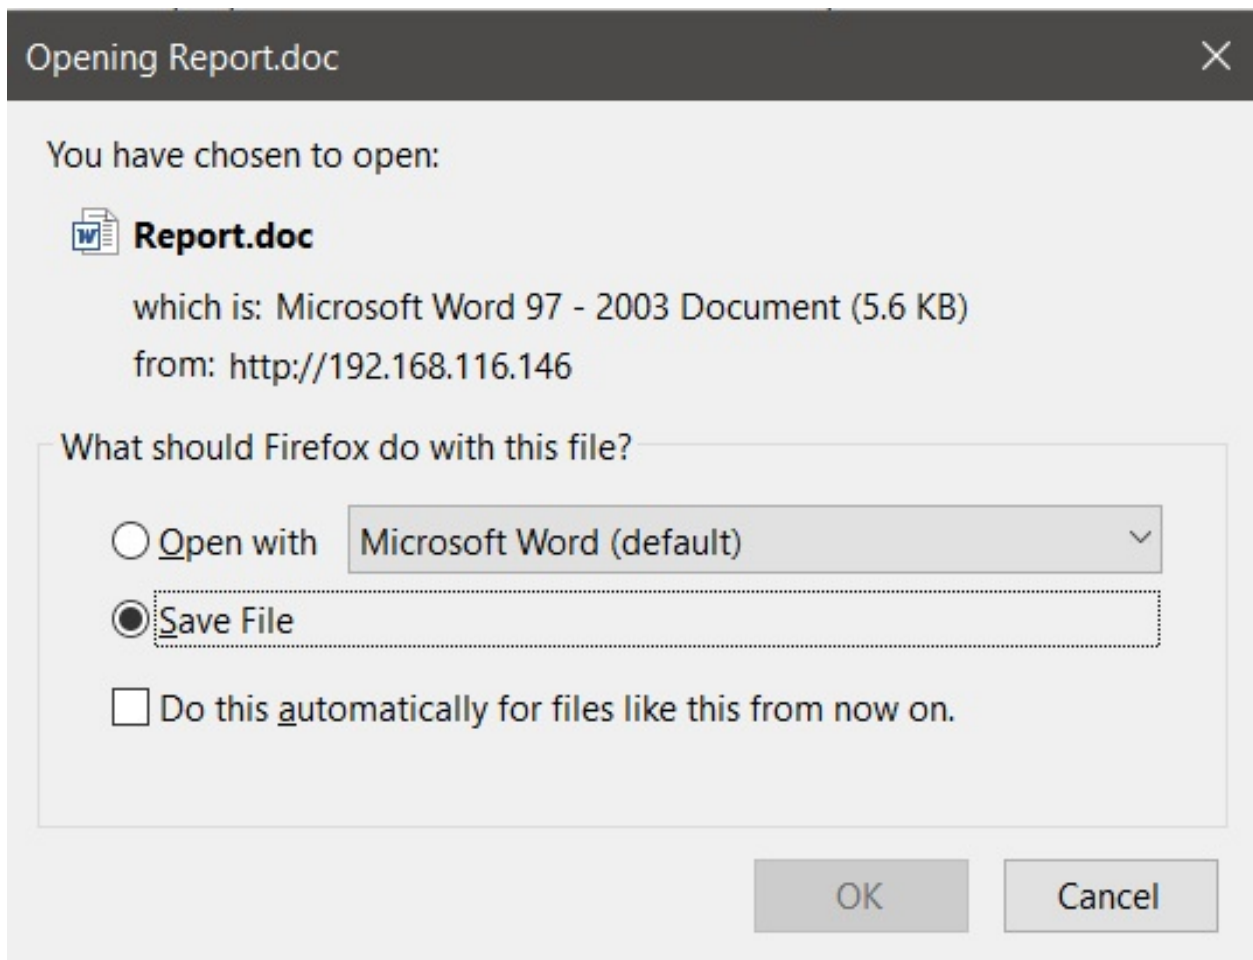 Opening Report.doc
You have chosen to open:
Report.doc
which is: Microsoft Word 97 - 2003 Document (5.6 KB)
from: http://192.168.116.146
What should Firefox do with this file?
Open with Microsoft Word (default)
Save File
Do this automatically for files like this from now on.
OK Cancel